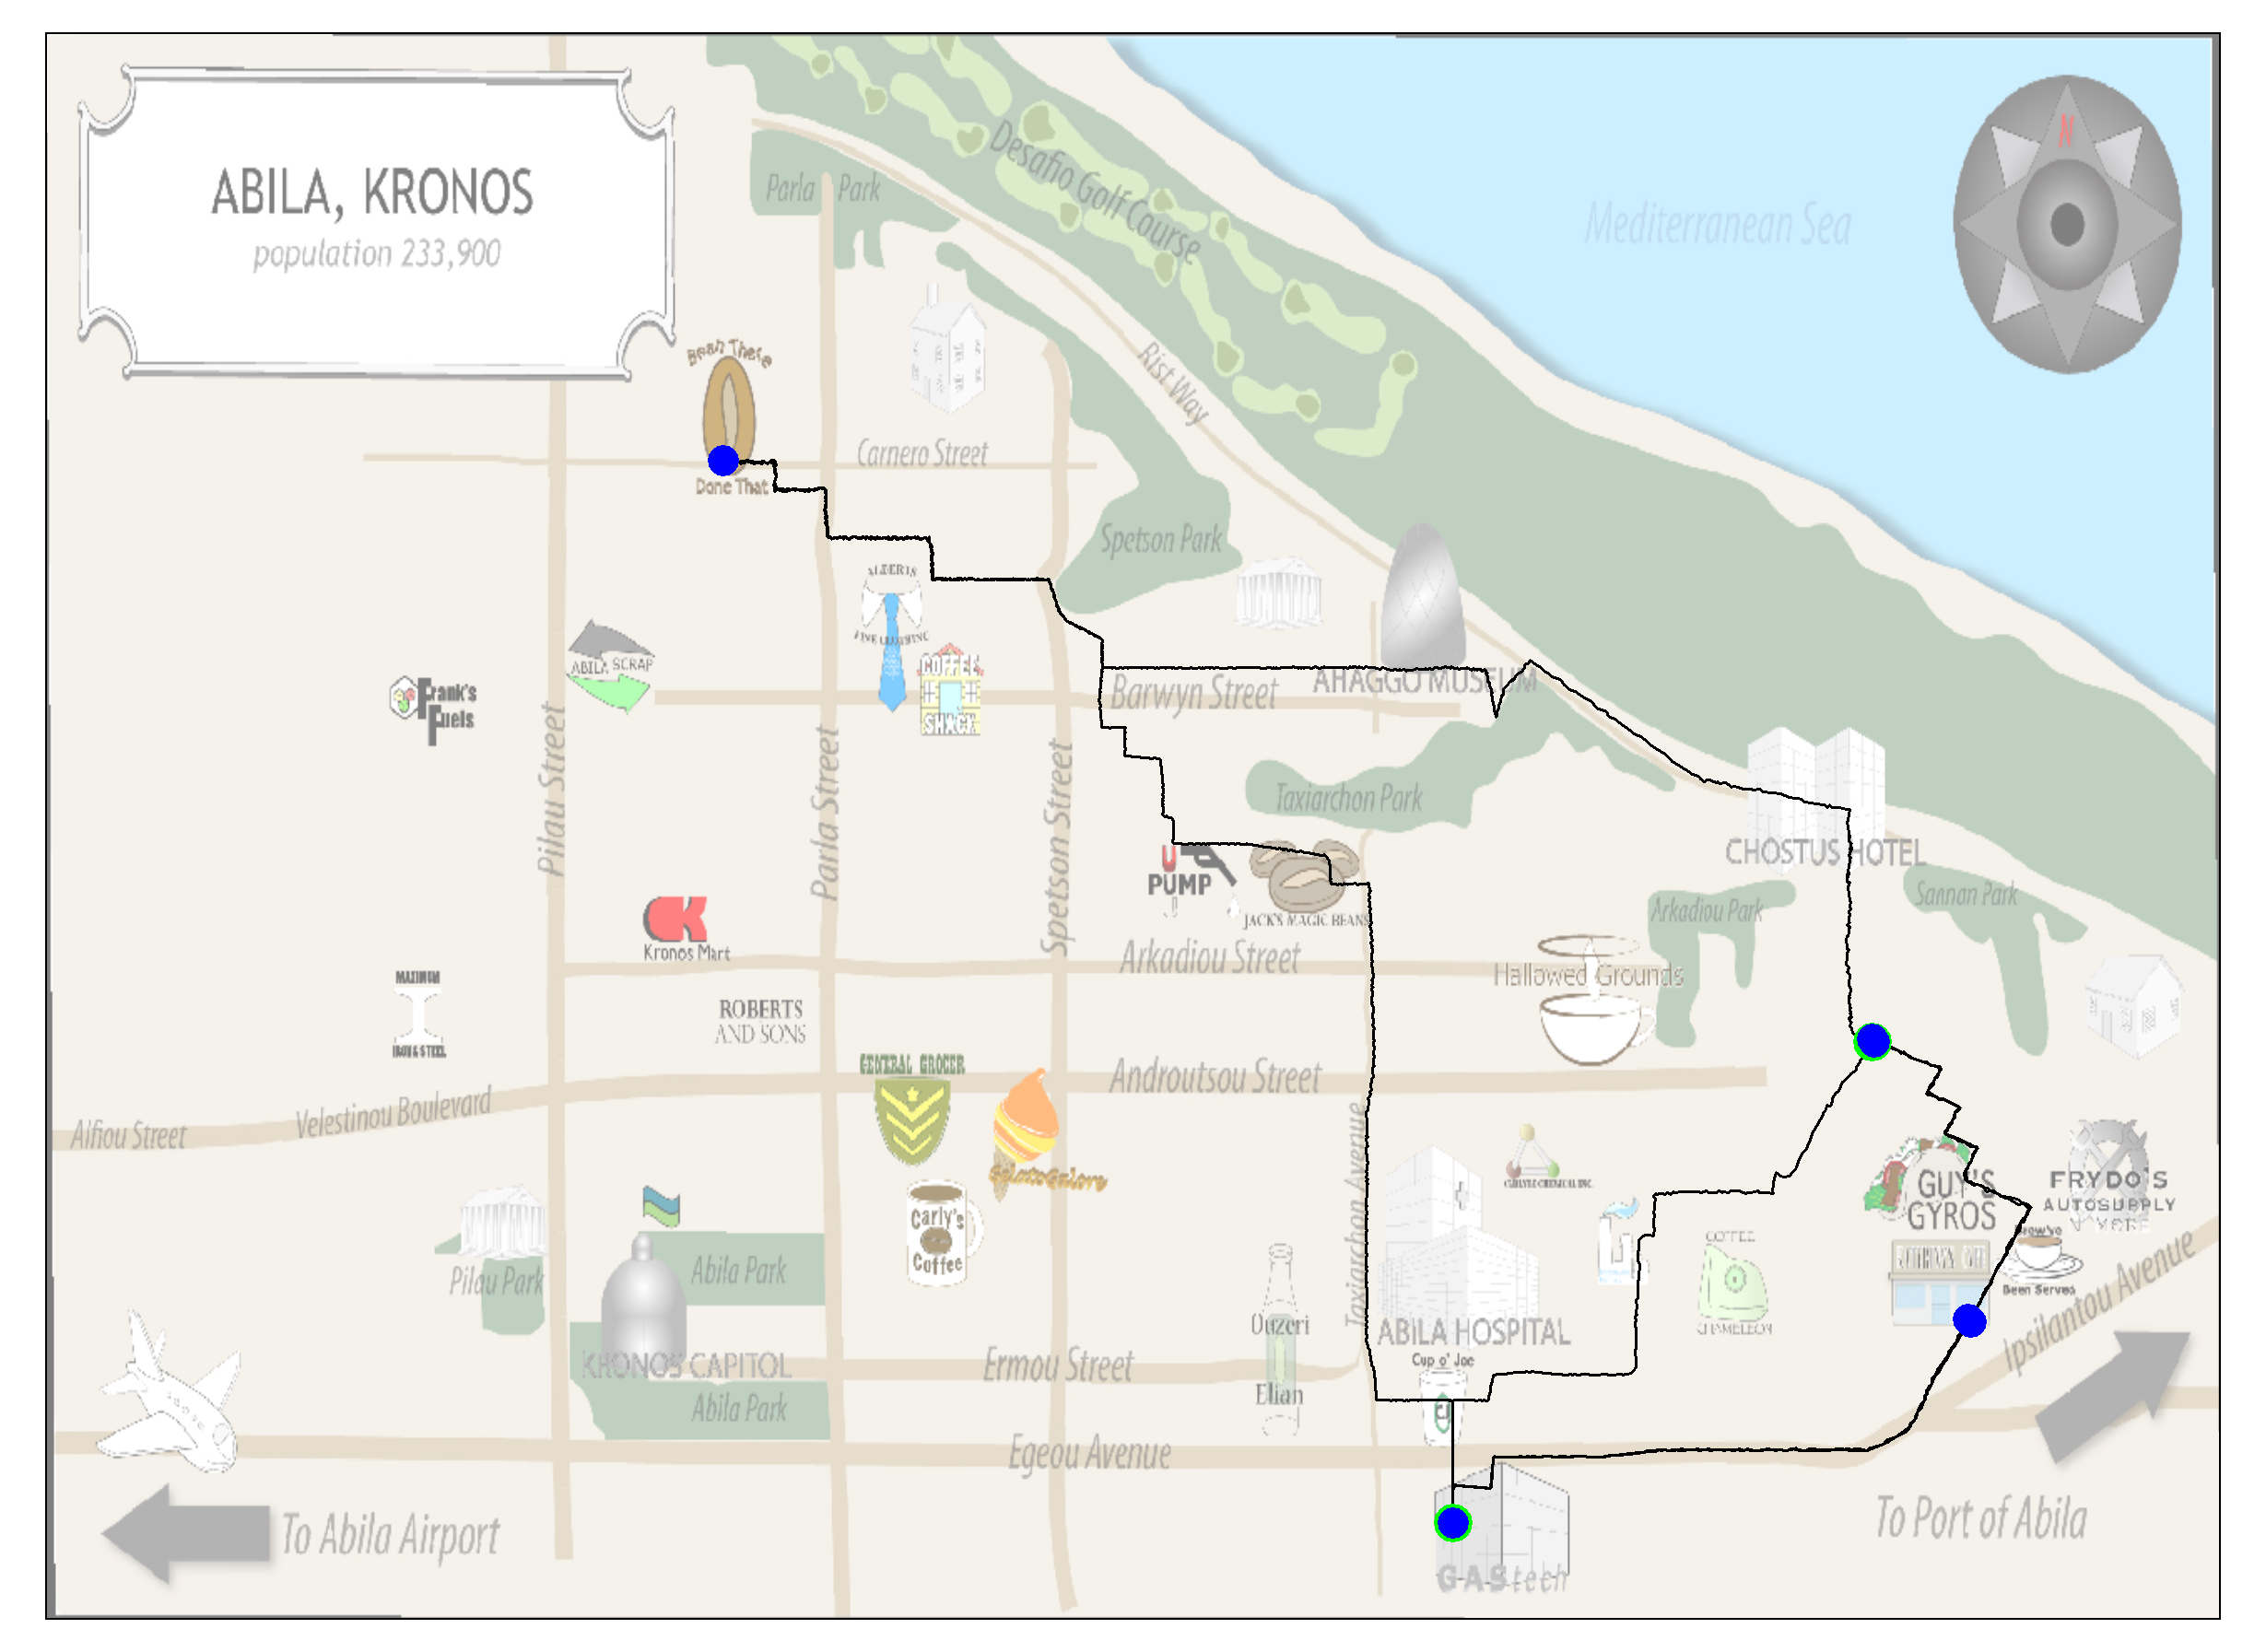 ABILA, KRONOS
population 233,900
N
Mediterranean Sea
Desafio Golf Course
Parla Park
Rist Way
Bean There
Done That
Carnero Street
Spetson Park
ALBERTS
ABILA SCRAP
COFFEE
SHACK
Frank's
Fuels
Barwyn Street
AHAGGO MUSEUM
Pilau Street
Parla Street
Spetson Street
Taxiarchon Park
CHOSTUS HOTEL
U
PUMP
JACK'S MAGIC BEANS
Arkadiou Park
Sannan Park
Kronos Mart
Arkadiou Street
Hallowed Grounds
MAXIMUM
IRON & STEEL
ROBERTS
AND SONS
GENERAL GROCER
Androutsou Street
Alfiou Street
Velestinou Boulevard
GelatoGalore
Taxiarchon Avenue
CARLYLE CHEMICAL INC.
GUY'S
GYROS
FRYDO'S
AUTOSUPPLY
N' MORE
Carly's
Coffee
Abila Park
Pilau Park
COFFEE
CHAMELEON
Brew've
Been Served
Ipsilantou Avenue
Ouzeri
Elian
ABILA HOSPITAL
Cup o' Joe
CJ
KRONOS CAPITOL
Ermou Street
Abila Park
Egeou Avenue
To Abila Airport
To Port of Abila
GAStech